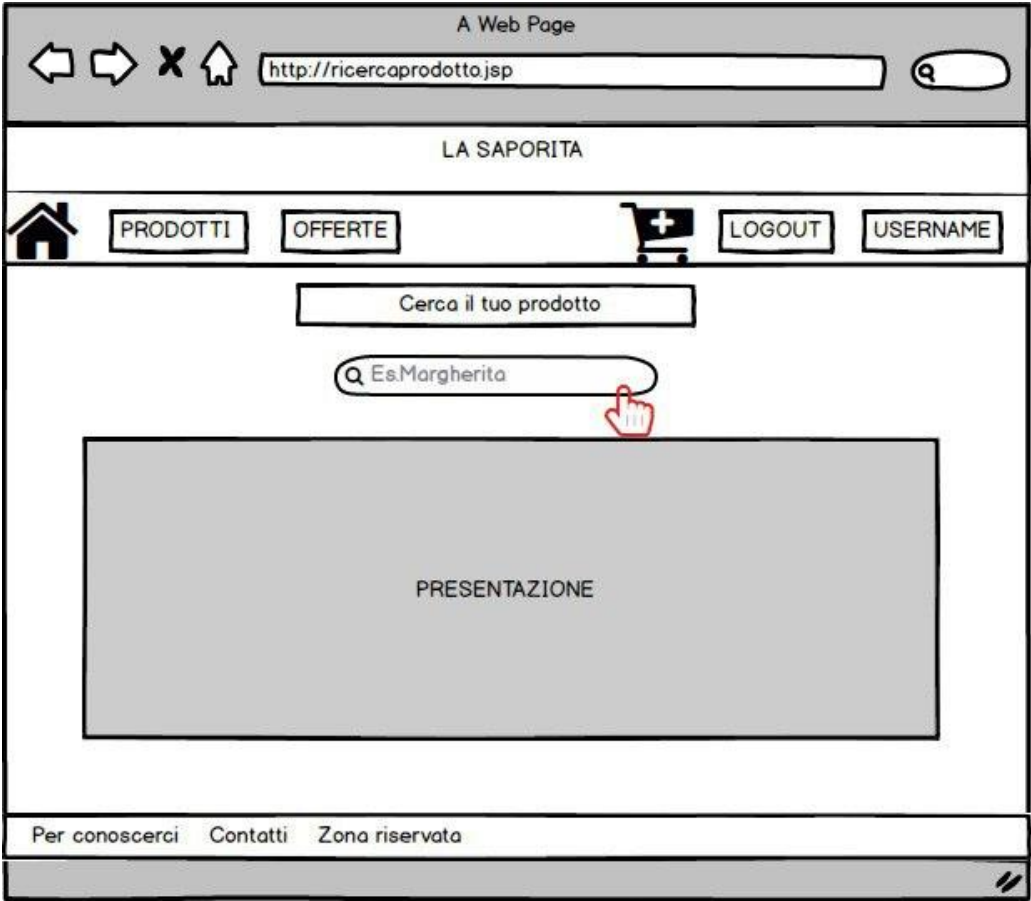 A Web Page
http://ricercaprodotto.jsp
LA SAPORITA
PRODOTTI OFFERTE LOGOUT USERNAME
Cerca il tuo prodotto
Es.Margherita
PRESENTAZIONE
Per conoscerci Contatti Zona riservata